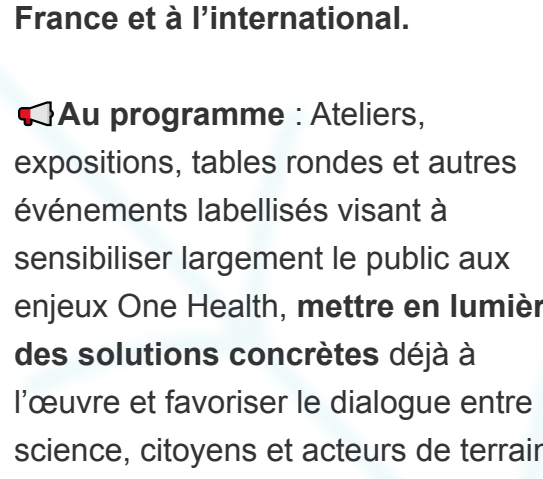 France et à l’international.
📢Au programme : Ateliers,
expositions, tables rondes et autres
événements labellisés visant à
sensibiliser largement le public aux
enjeux One Health, mettre en lumièr
des solutions concrètes déjà à
l’œuvre et favoriser le dialogue entre
science, citoyens et acteurs de terrain